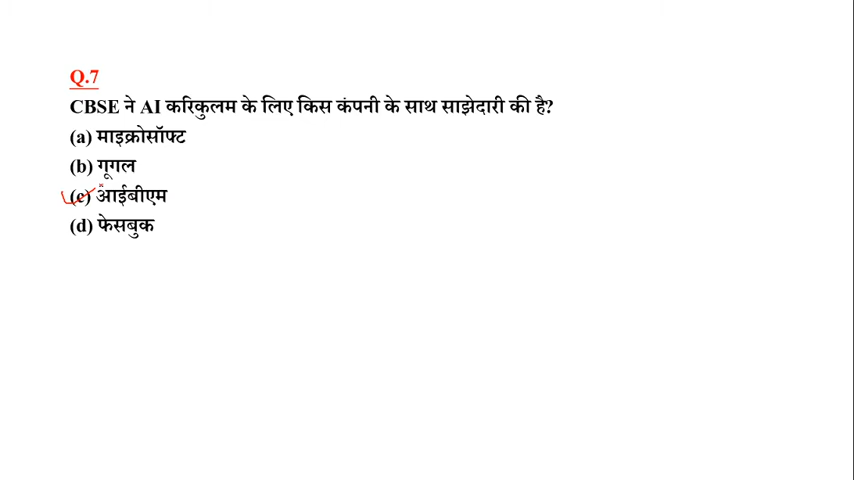 Q.7
CBSE ने AI करिकुलम के लिए किस कंपनी के साथ साझेदारी की है?
(a) माइक्रोसॉफ्ट
(b) गूगल
(c) आईबीएम
(d) फेसबुक